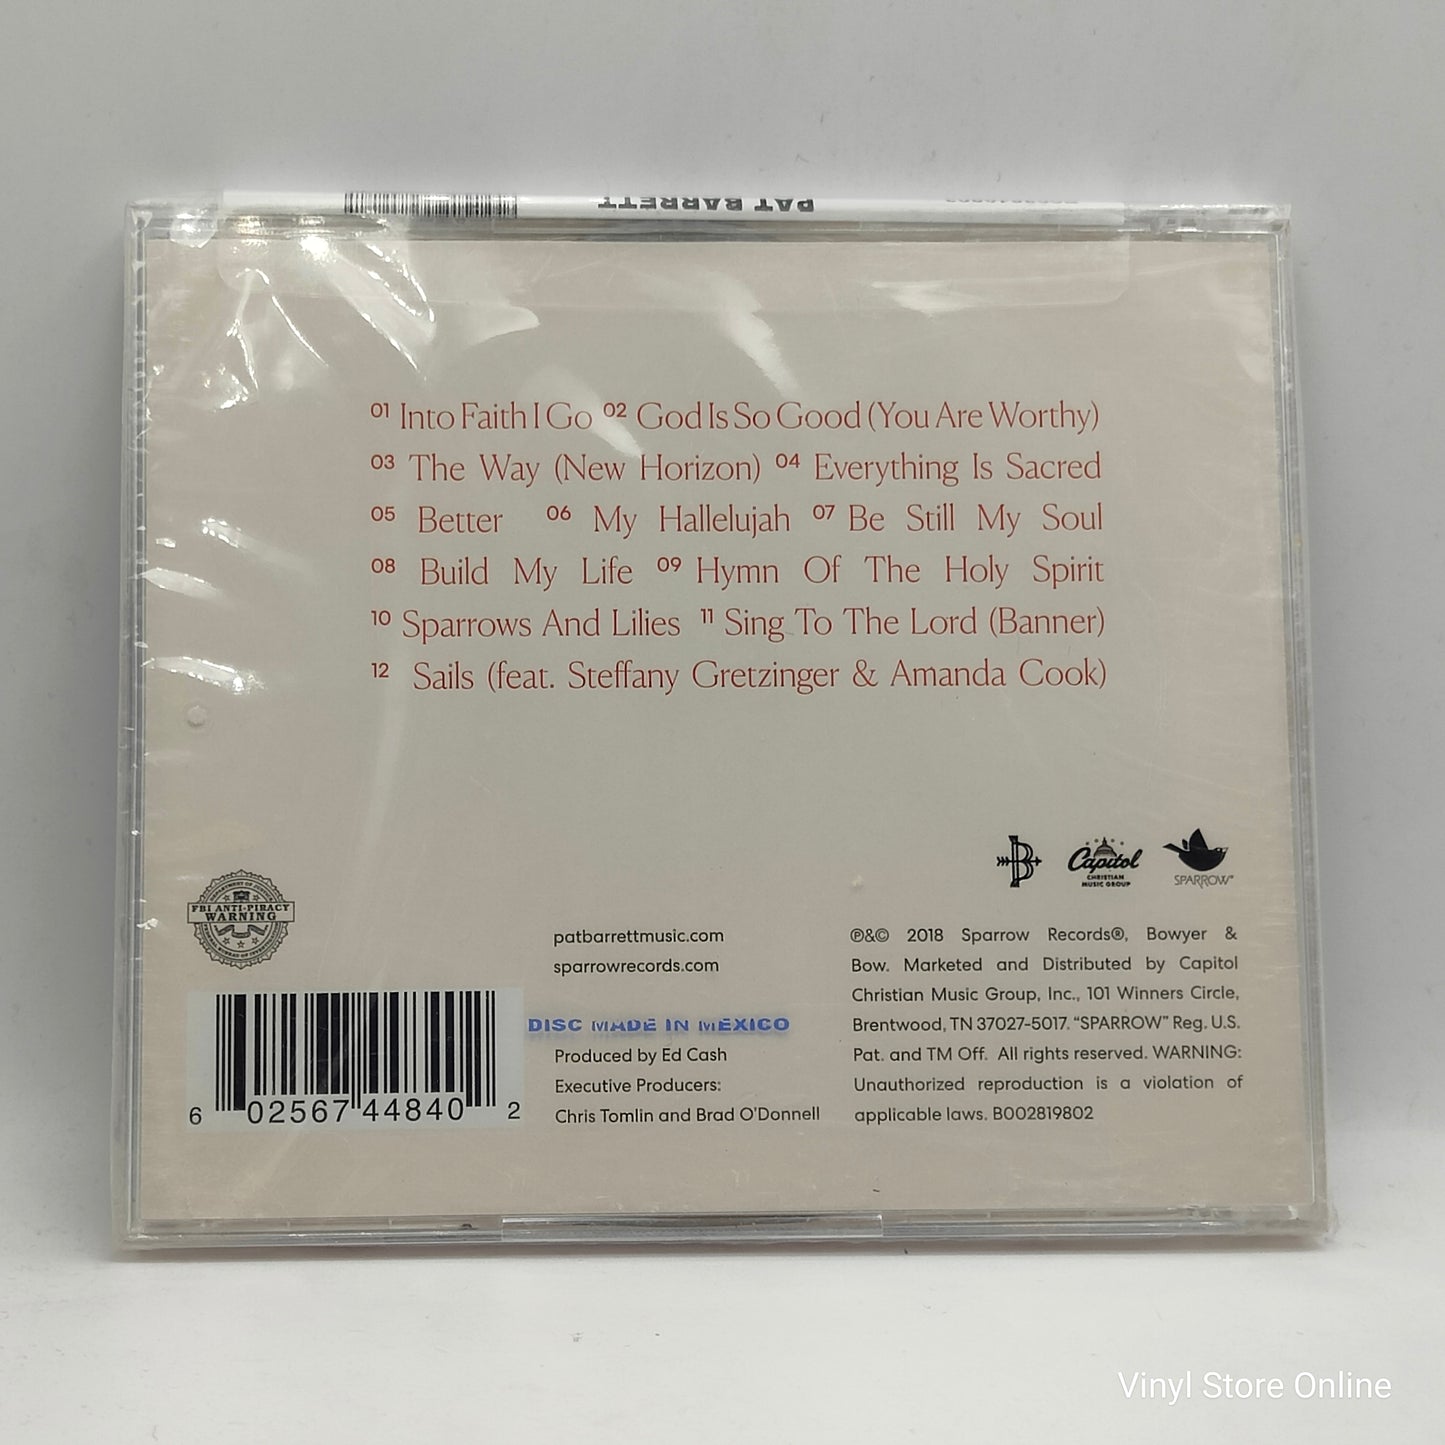 PAT BARRETT
01 Into Faith I Go 02 God Is So Good (You Are Worthy)
03 The Way (New Horizon) 04 Everything Is Sacred
05 Better 06 My Hallelujah 07 Be Still My Soul
08 Build My Life 09 Hymn Of The Holy Spirit
10 Sparrows And Lilies 11 Sing To The Lord (Banner)
12 Sails (feat. Steffany Gretzinger & Amanda Cook)
B
Capitol
CHRISTIAN
MUSIC GROUP
SPARROW®
DEPARTMENT OF JUSTICE
FBI ANTI-PIRACY
WARNING
FEDERAL BUREAU OF INVESTIGATION
patbarrettmusic.com
sparrowrecords.com
DISC MADE IN MEXICO
Produced by Ed Cash
Executive Producers:
Chris Tomlin and Brad O'Donnell
℗&© 2018 Sparrow Records®, Bowyer &
Bow. Marketed and Distributed by Capitol
Christian Music Group, Inc., 101 Winners Circle,
Brentwood, TN 37027-5017. “SPARROW” Reg. U.S.
Pat. and TM Off. All rights reserved. WARNING:
Unauthorized reproduction is a violation of
applicable laws. B002819802
6 02567 44840 2
Vinyl Store Online